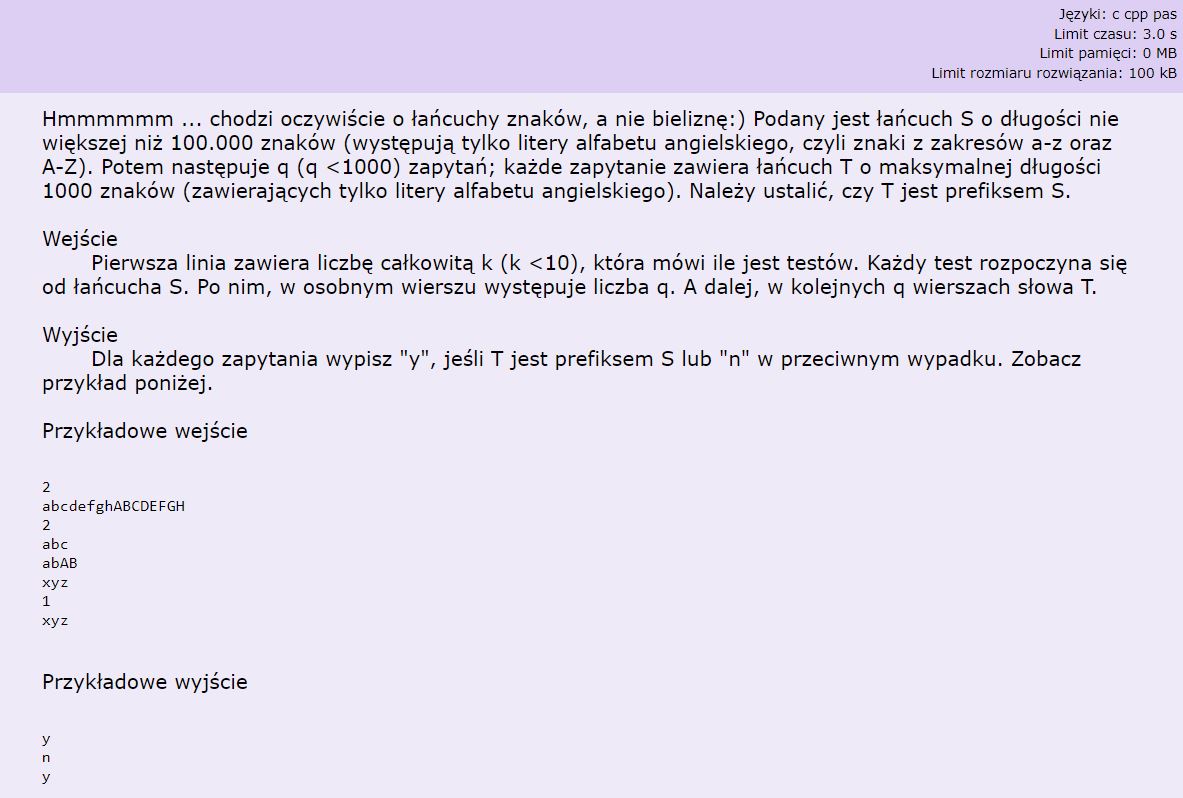 Języki: c cpp pas
Limit czasu: 3.0 s
Limit pamięci: 0 MB
Limit rozmiaru rozwiązania: 100 kB
Hmmmmmm ... chodzi oczywiście o łańcuchy znaków, a nie bieliznę:) Podany jest łańcuch S o długości nie
większej niż 100.000 znaków (występują tylko litery alfabetu angielskiego, czyli znaki z zakresów a-z oraz
A-Z). Potem następuje q (q <1000) zapytań; każde zapytanie zawiera łańcuch T o maksymalnej długości
1000 znaków (zawierających tylko litery alfabetu angielskiego). Należy ustalić, czy T jest prefiksem S.
Wejście
Pierwsza linia zawiera liczbę całkowitą k (k <10), która mówi ile jest testów. Każdy test rozpoczyna się
od łańcucha S. Po nim, w osobnym wierszu występuje liczba q. A dalej, w kolejnych q wierszach słowa T.
Wyjście
Dla każdego zapytania wypisz "y", jeśli T jest prefiksem S lub "n" w przeciwnym wypadku. Zobacz
przykład poniżej.
Przykładowe wejście
2
abcdefghABCDEFGH
2
abc
abAB
xyz
1
xyz
Przykładowe wyjście
y
n
y